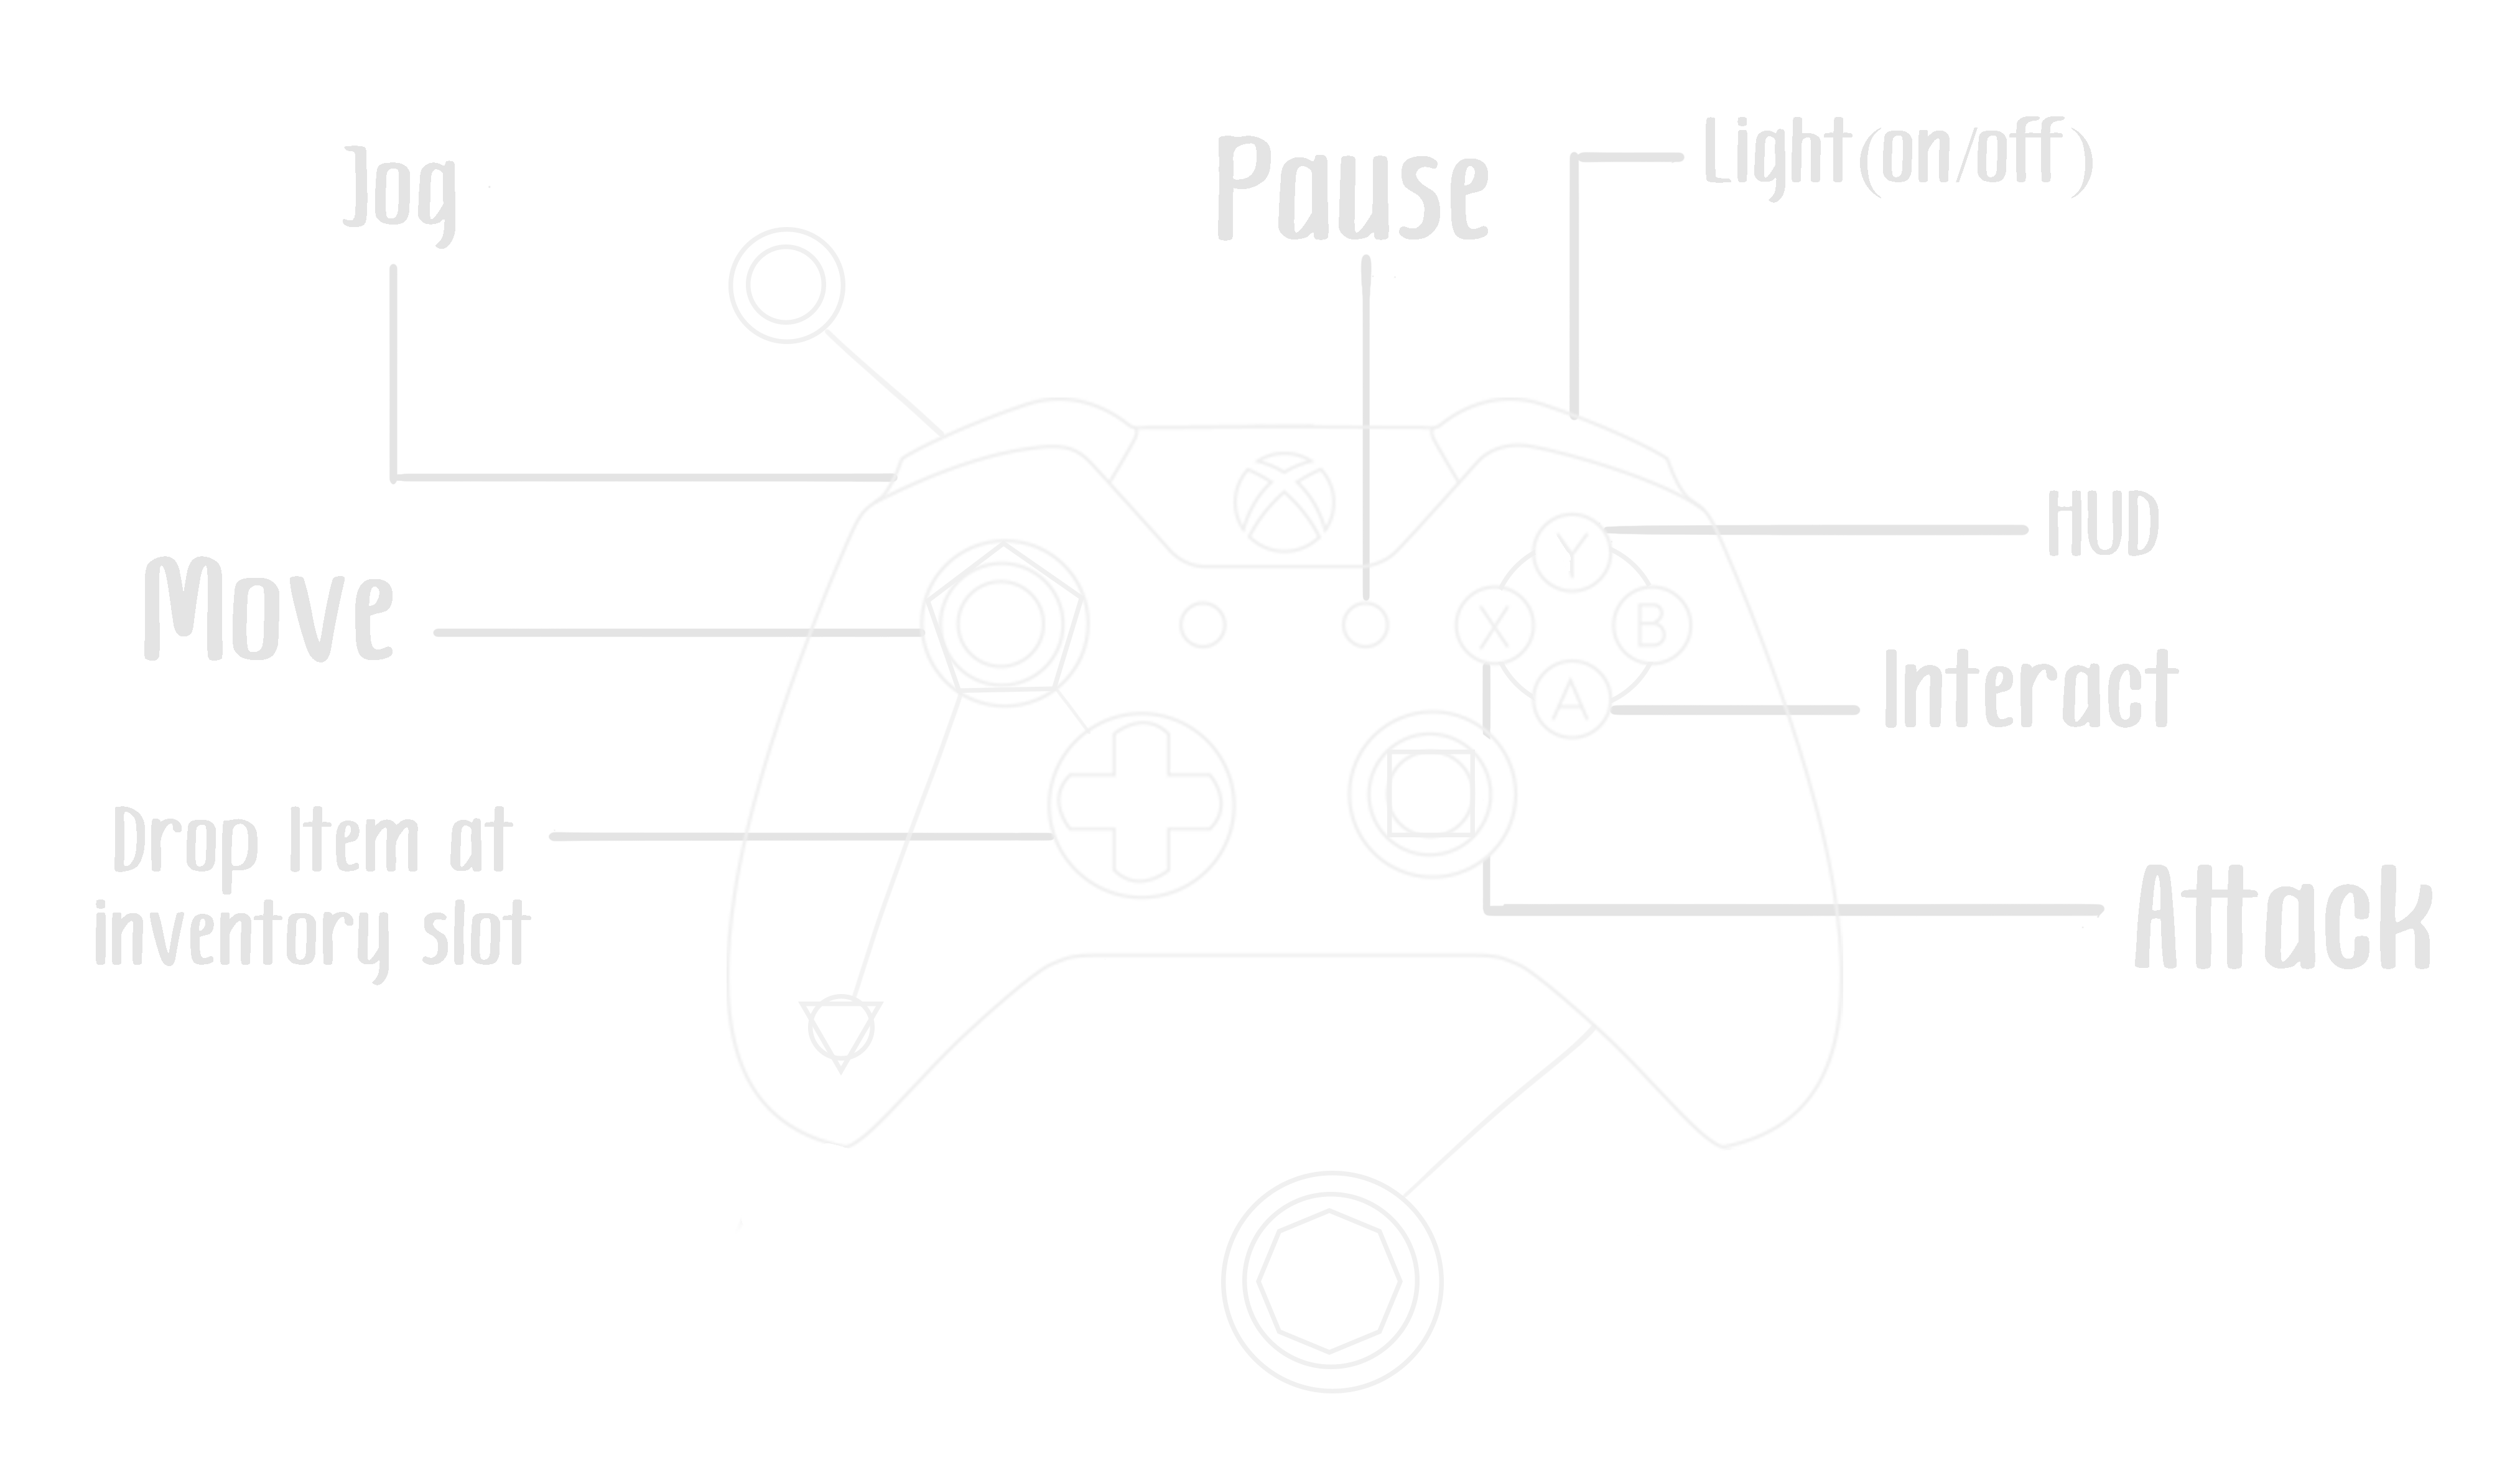 Jog
Pause
Light(on/off)
Move
HUD
Y
X
B
A
Interact
Drop Item at
inventory slot
Attack